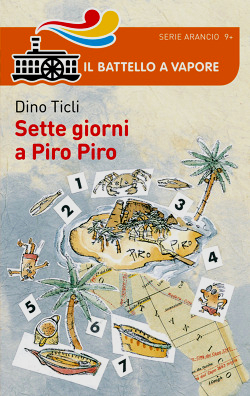 SERIE ARANCIO 9+
IL BATTELLO A VAPORE
Dino Ticli
Sette giorni
a Piro Piro
1
2
3
4
PIRO
PIRO
5
6
7